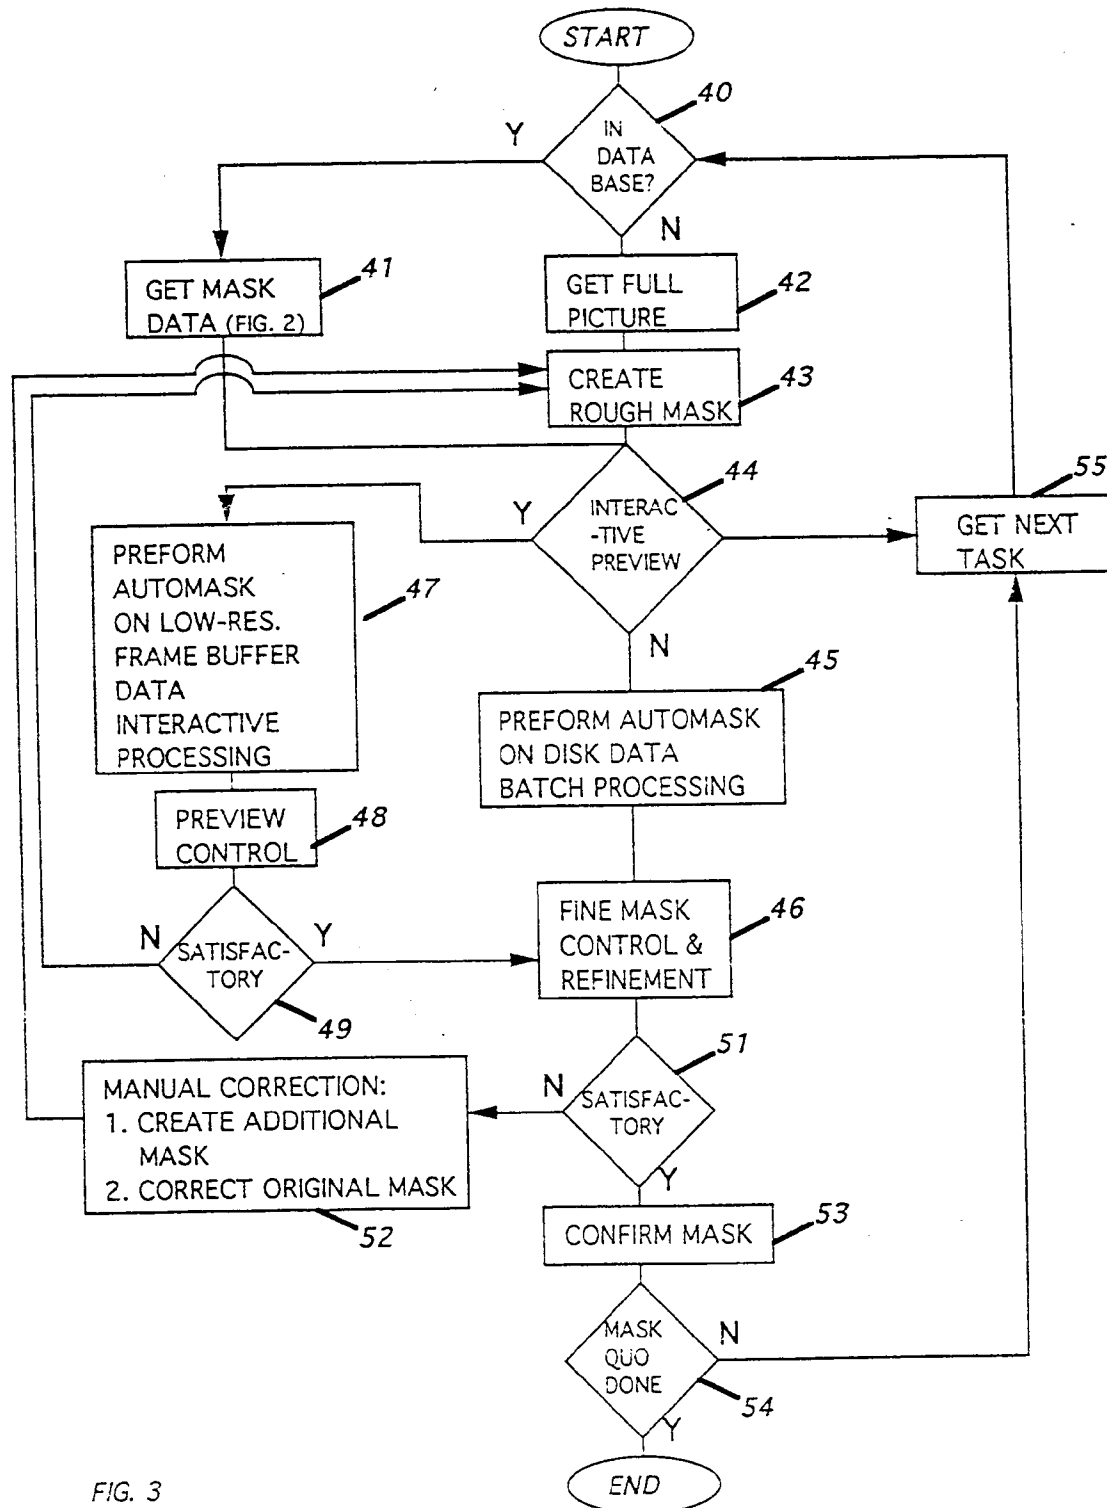 START
40
IN
DATA
BASE?
Y
N
41
GET MASK
DATA (FIG. 2)
42
GET FULL
PICTURE
43
CREATE
ROUGH MASK
44
INTERAC
-TIVE
PREVIEW
Y
N
55
GET NEXT
TASK
47
PREFORM
AUTOMASK
ON LOW-RES.
FRAME BUFFER
DATA
INTERACTIVE
PROCESSING
45
PREFORM AUTOMASK
ON DISK DATA
BATCH PROCESSING
48
PREVIEW
CONTROL
46
FINE MASK
CONTROL &
REFINEMENT
N
Y
SATISFAC-
TORY
49
51
N
SATISFAC-
TORY
Y
MANUAL CORRECTION:
1. CREATE ADDITIONAL
MASK
2. CORRECT ORIGINAL MASK
52
53
CONFIRM MASK
MASK
QUO
DONE
N
54
Y
END
FIG. 3